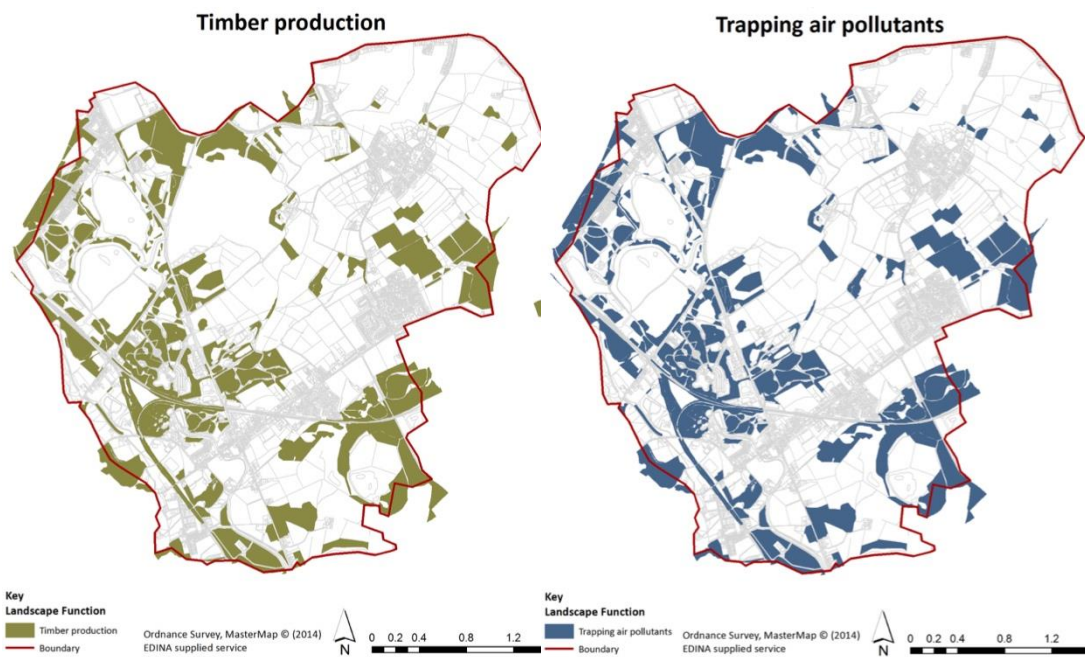 Timber production
Trapping air pollutants
Key
Landscape Function
Timber production
Boundary
Ordnance Survey, MasterMap © (2014)
EDINA supplied service
N
0 0.2 0.4 0.8 1.2
Key
Landscape Function
Trapping air pollutants
Boundary
Ordnance Survey, MasterMap © (2014)
EDINA supplied service
N
0 0.2 0.4 0.8 1.2